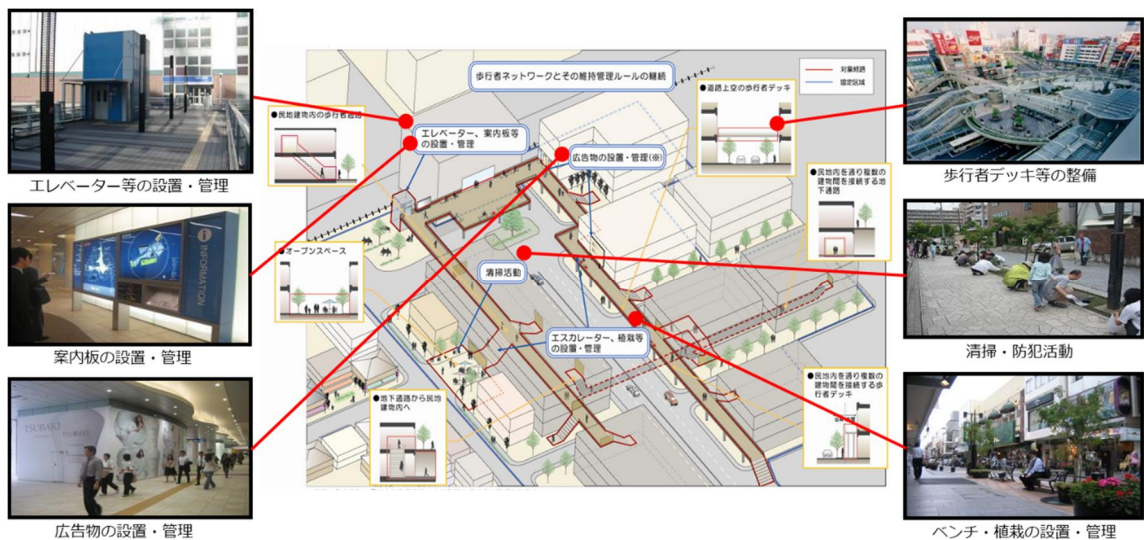 エレベーター等の設置・管理
INFORMATION
案内板の設置・管理
TSUBAKI
広告物の設置・管理
歩行者ネットワークとその維持管理ルールの継続
対象経路
協定区域
●道路上空の歩行者デッキ
●民地建物内の歩行者通路
エレベーター、案内板等
の設置・管理
広告物の設置・管理(※)
●民地内を通り複数の
建物間を接続する地
下通路
●オープンスペース
清掃活動
エスカレーター、植栽等
の設置・管理
●地下通路から民地
建物内へ
●民地内を通り複数の
建物間を接続する歩
行者デッキ
歩行者デッキ等の整備
清掃・防犯活動
ベンチ・植栽の設置・管理